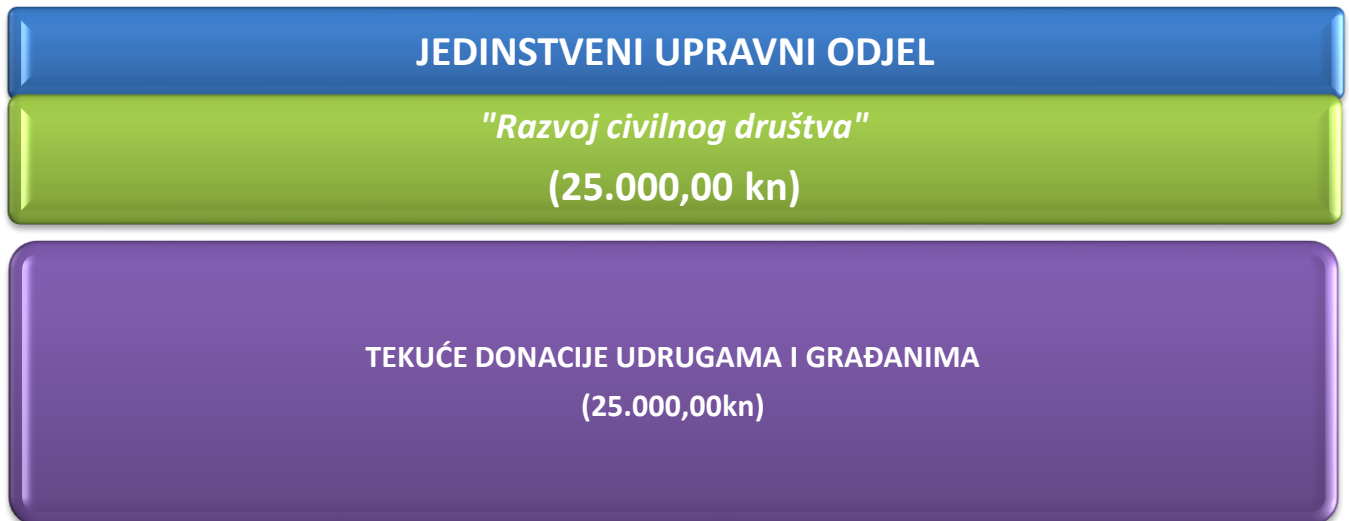 JEDINSTVENI UPRAVNI ODJEL
"Razvoj civilnog društva"
(25.000,00 kn)
TEKUĆE DONACIJE UDRUGAMA I GRAĐANIMA
(25.000,00kn)